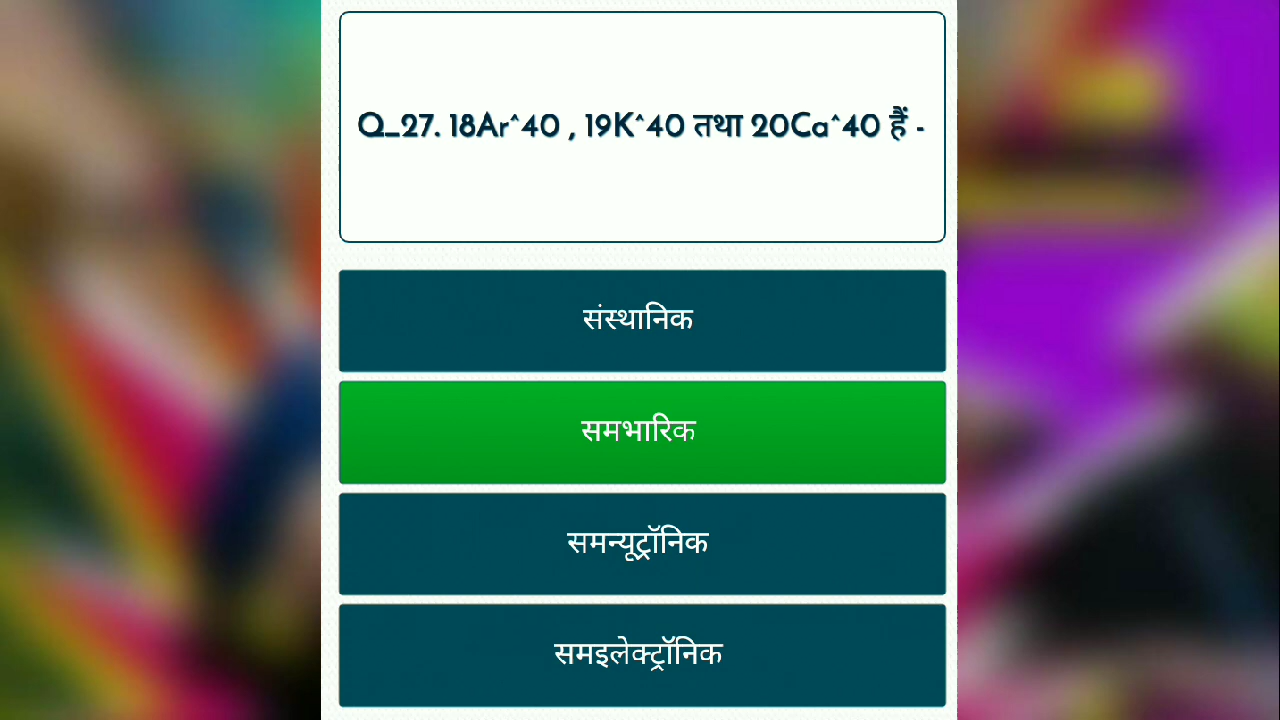 Q_27. 18Ar^40 , 19K^40 तथा 20Ca^40 हैं -
संस्थानिक
समभारिक
समन्यूट्रॉनिक
समइलेक्ट्रॉनिक